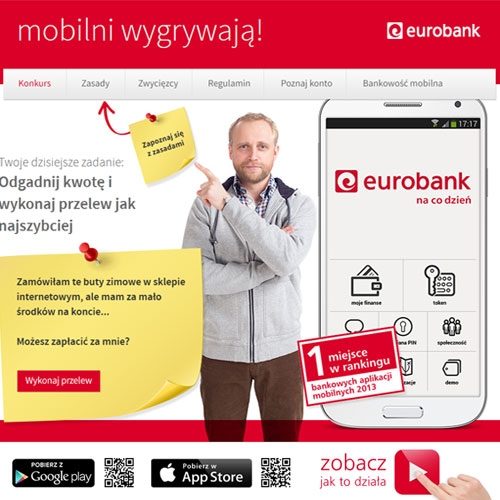 mobilni wygrywają!
eurobank
Konkurs
Zasady
Zwycięzcy
Regulamin
Poznaj konto
Bankowość mobilna
Zapoznaj się
z zasadami
Twoje dzisiejsze zadanie:
Odgadnij kwotę i
wykonaj przelew jak
najszybciej
Zamówiłam te buty zimowe w sklepie
internetowym, ale mam za mało
środków na koncie...
Możesz zapłacić za mnie?
Wykonaj przelew
17:17
eurobank
na co dzień
moje finanse
token
ana PIN
społeczność
acje
demo
1 miejsce
w rankingu
bankowych aplikacji
mobilnych 2013
POBIERZ Z
Google play
Pobierz w
App Store
zobacz
jak to działa